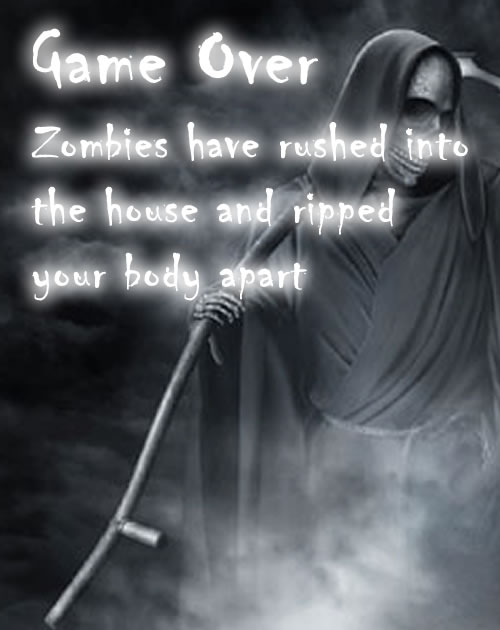 Game Over
Zombies have rushed into
the house and ripped
your body apart